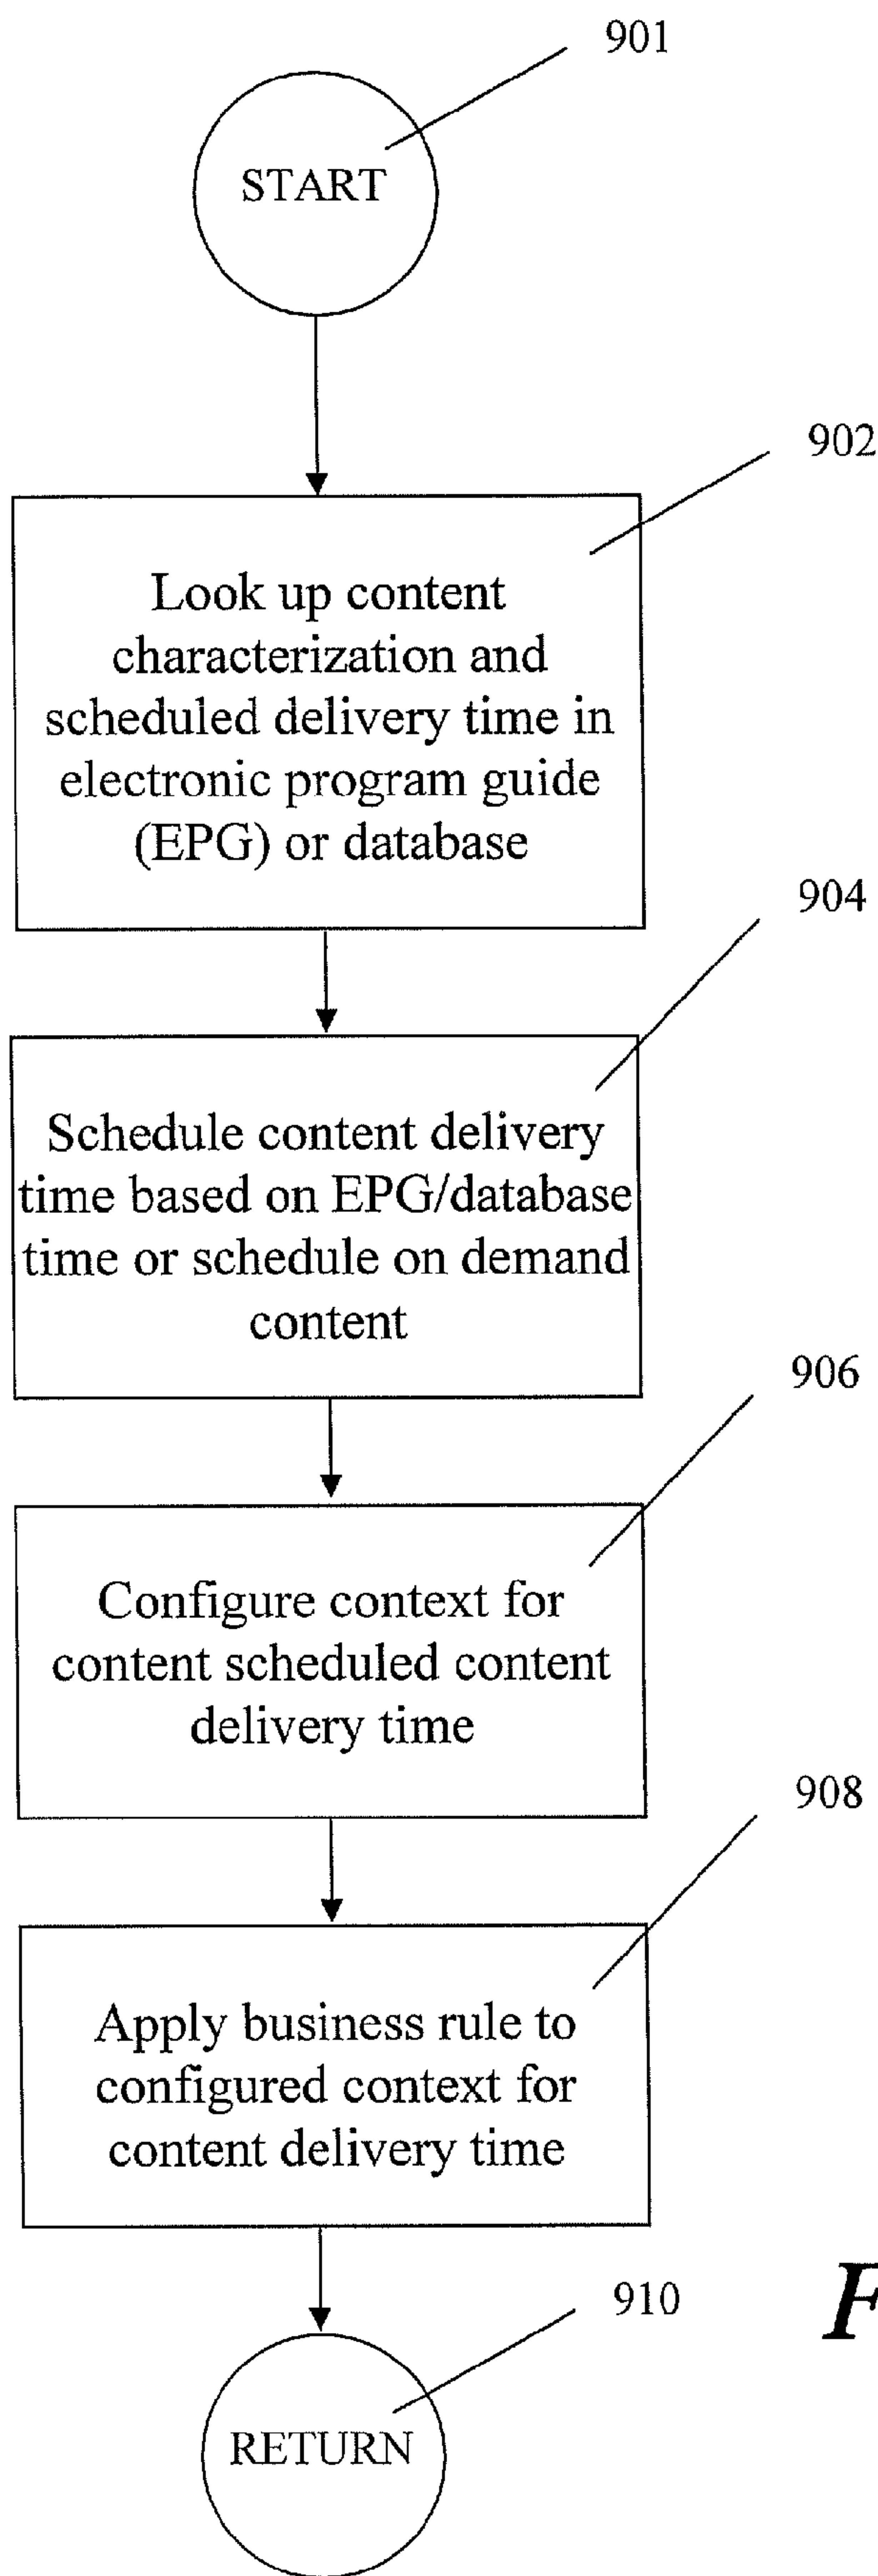 901
START
902
Look up content
characterization and
scheduled delivery time in
electronic program guide
(EPG) or database
904
Schedule content delivery
time based on EPG/database
time or schedule on demand
content
906
Configure context for
content scheduled content
delivery time
908
Apply business rule to
configured context for
content delivery time
910
F
RETURN